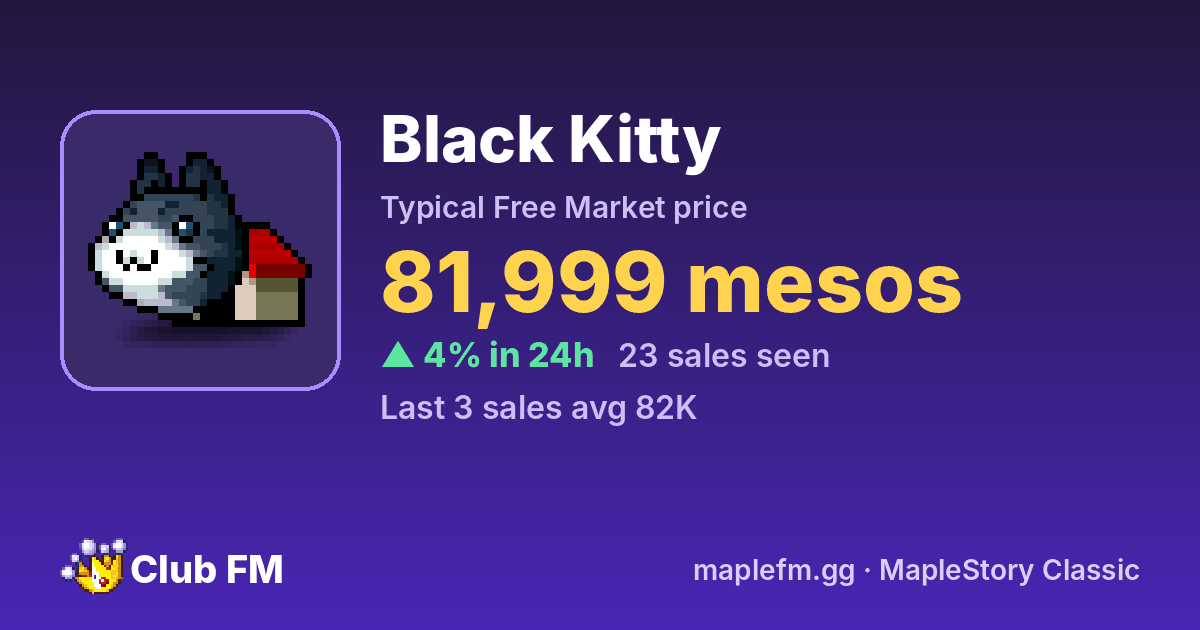 Black Kitty
Typical Free Market price
81,999 mesos
▲ 4% in 24h 23 sales seen
Last 3 sales avg 82K
Club FM
maplefm.gg · MapleStory Classic